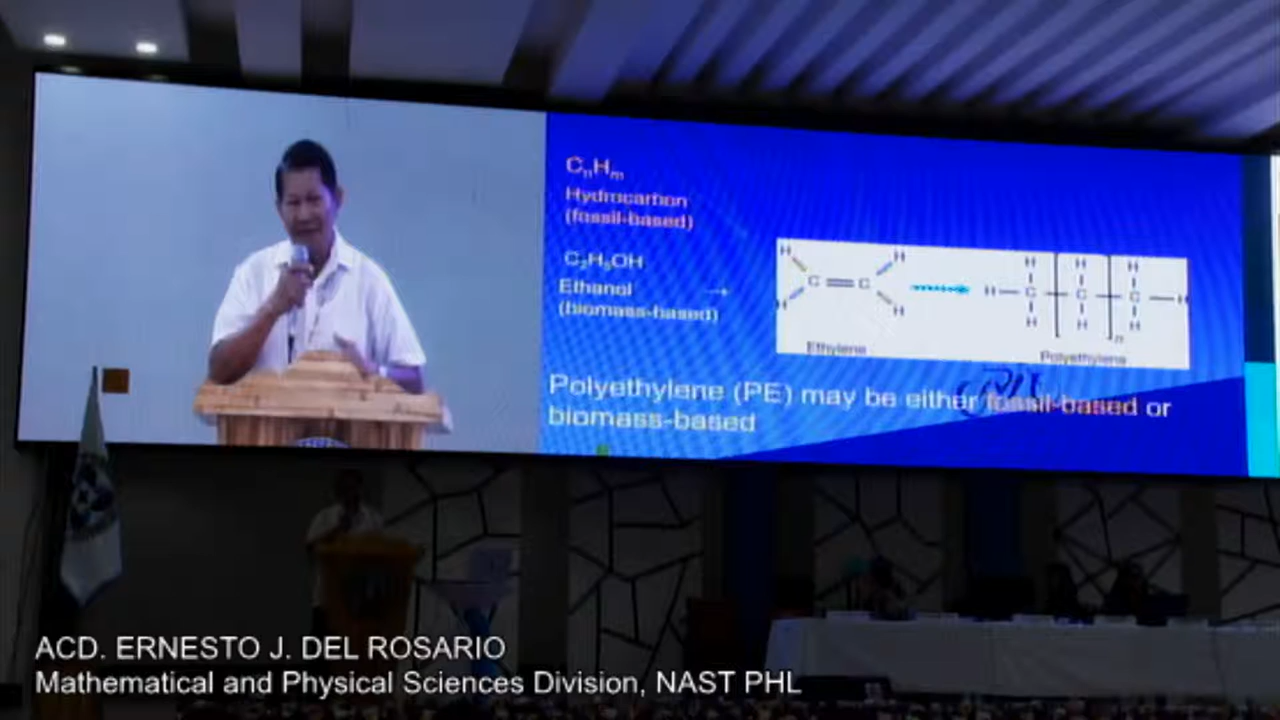 CnHm
Hydrocarbon
(fossil-based)
C₂H₅OH
Ethanol →
(biomass-based)
H H
C = C
H H
Ethylene
H H H
H—C—C—C—H
H H H
n
Polyethylene
Polyethylene (PE) may be either fossil-based or
biomass-based
ACD. ERNESTO J. DEL ROSARIO
Mathematical and Physical Sciences Division, NAST PHL